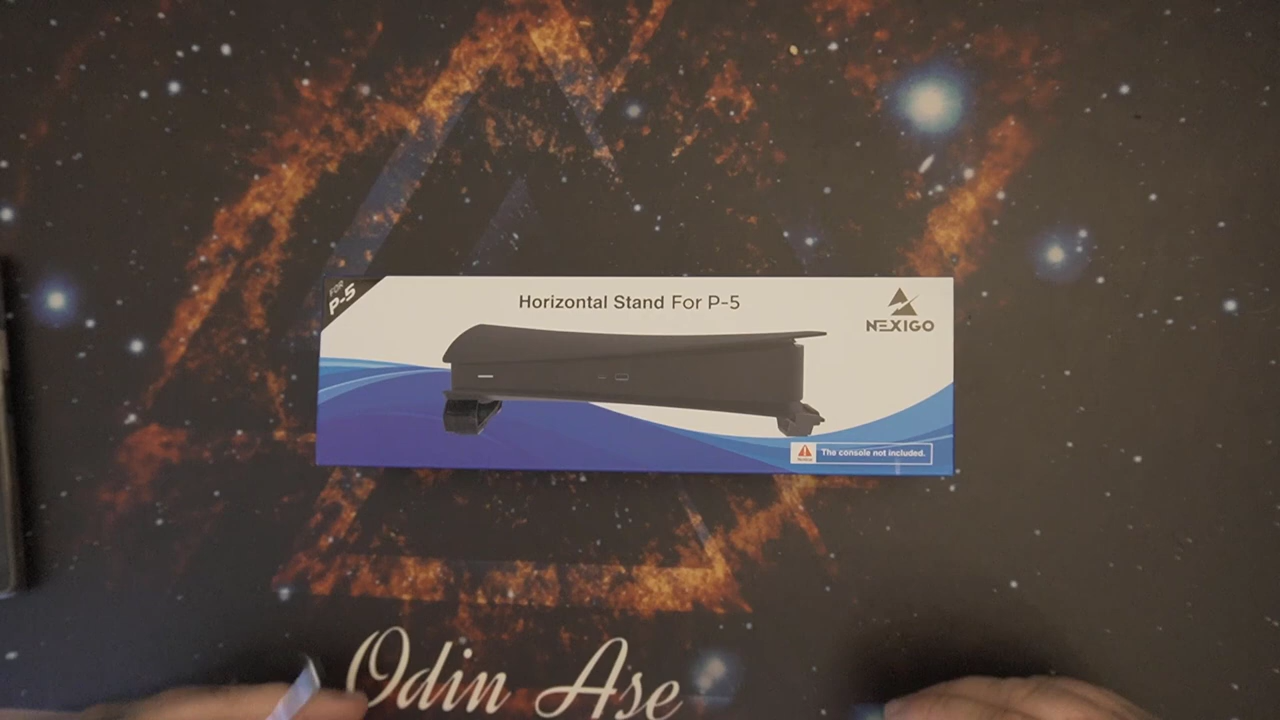 FOR
P-5
Horizontal Stand For P-5
NEXIGO
The console not included.
Odin Ase